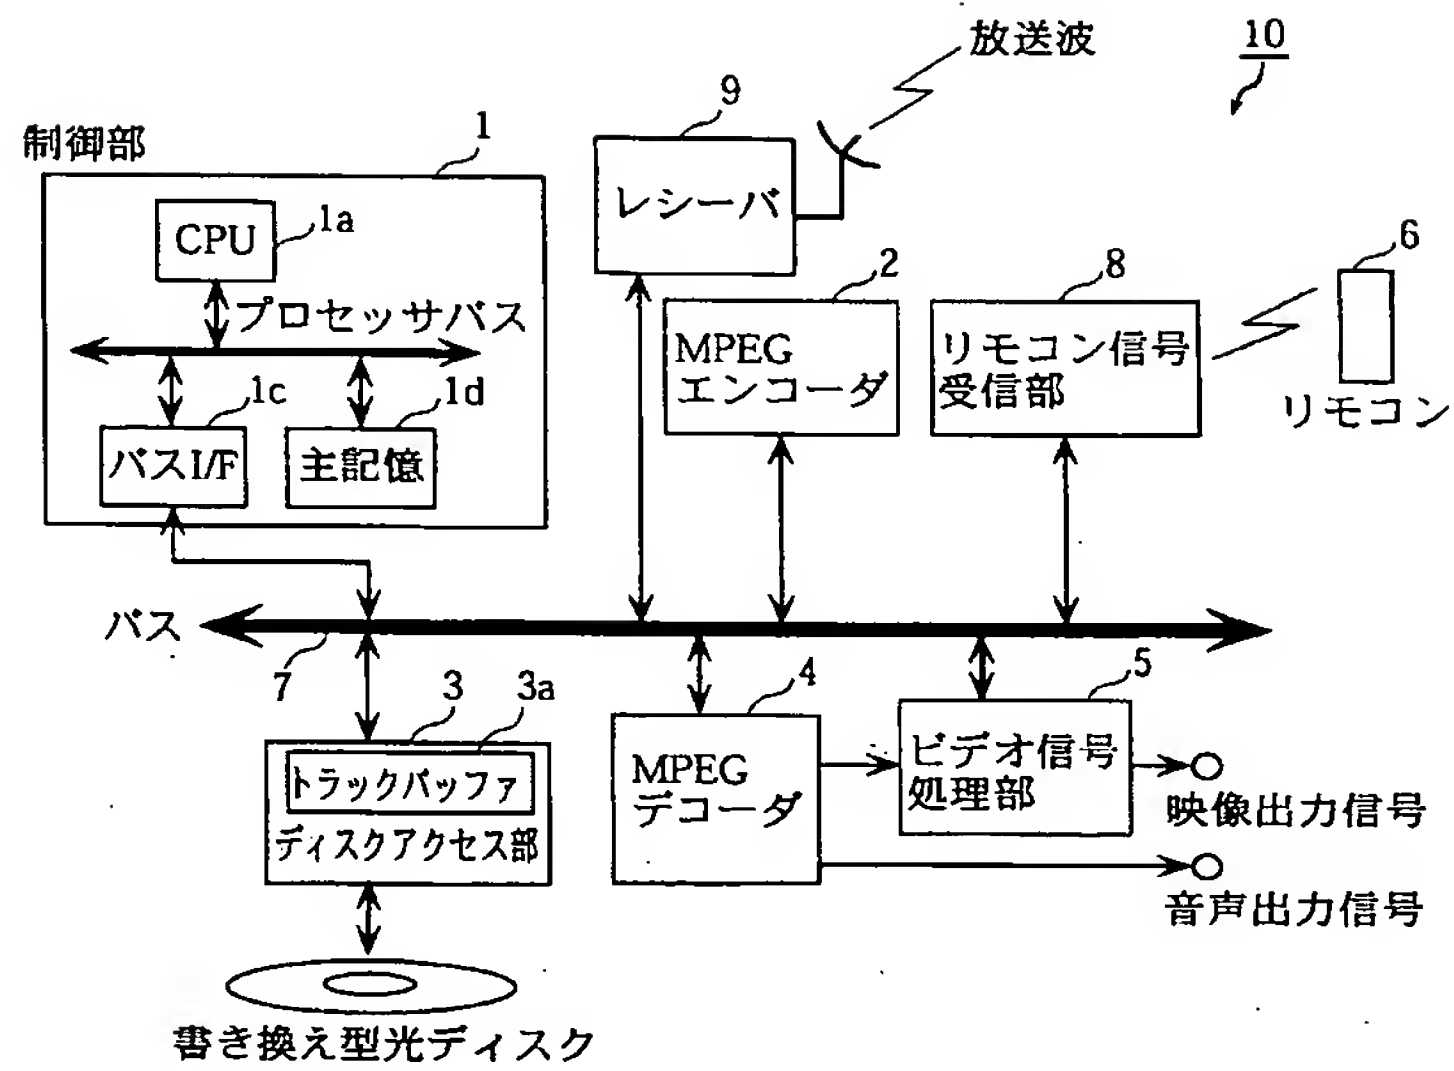 放送波
10
9
制御部
1
レシーバ
CPU
1a
6
2
8
プロセッサバス
MPEG
エンコーダ
リモコン信号
受信部
1c
1d
リモコン
バスI/F
主記憶
バス
7
3
3a
4
5
トラックバッファ
ディスクアクセス部
MPEG
デコーダ
ビデオ信号
処理部
映像出力信号
音声出力信号
書き換え型光ディスク